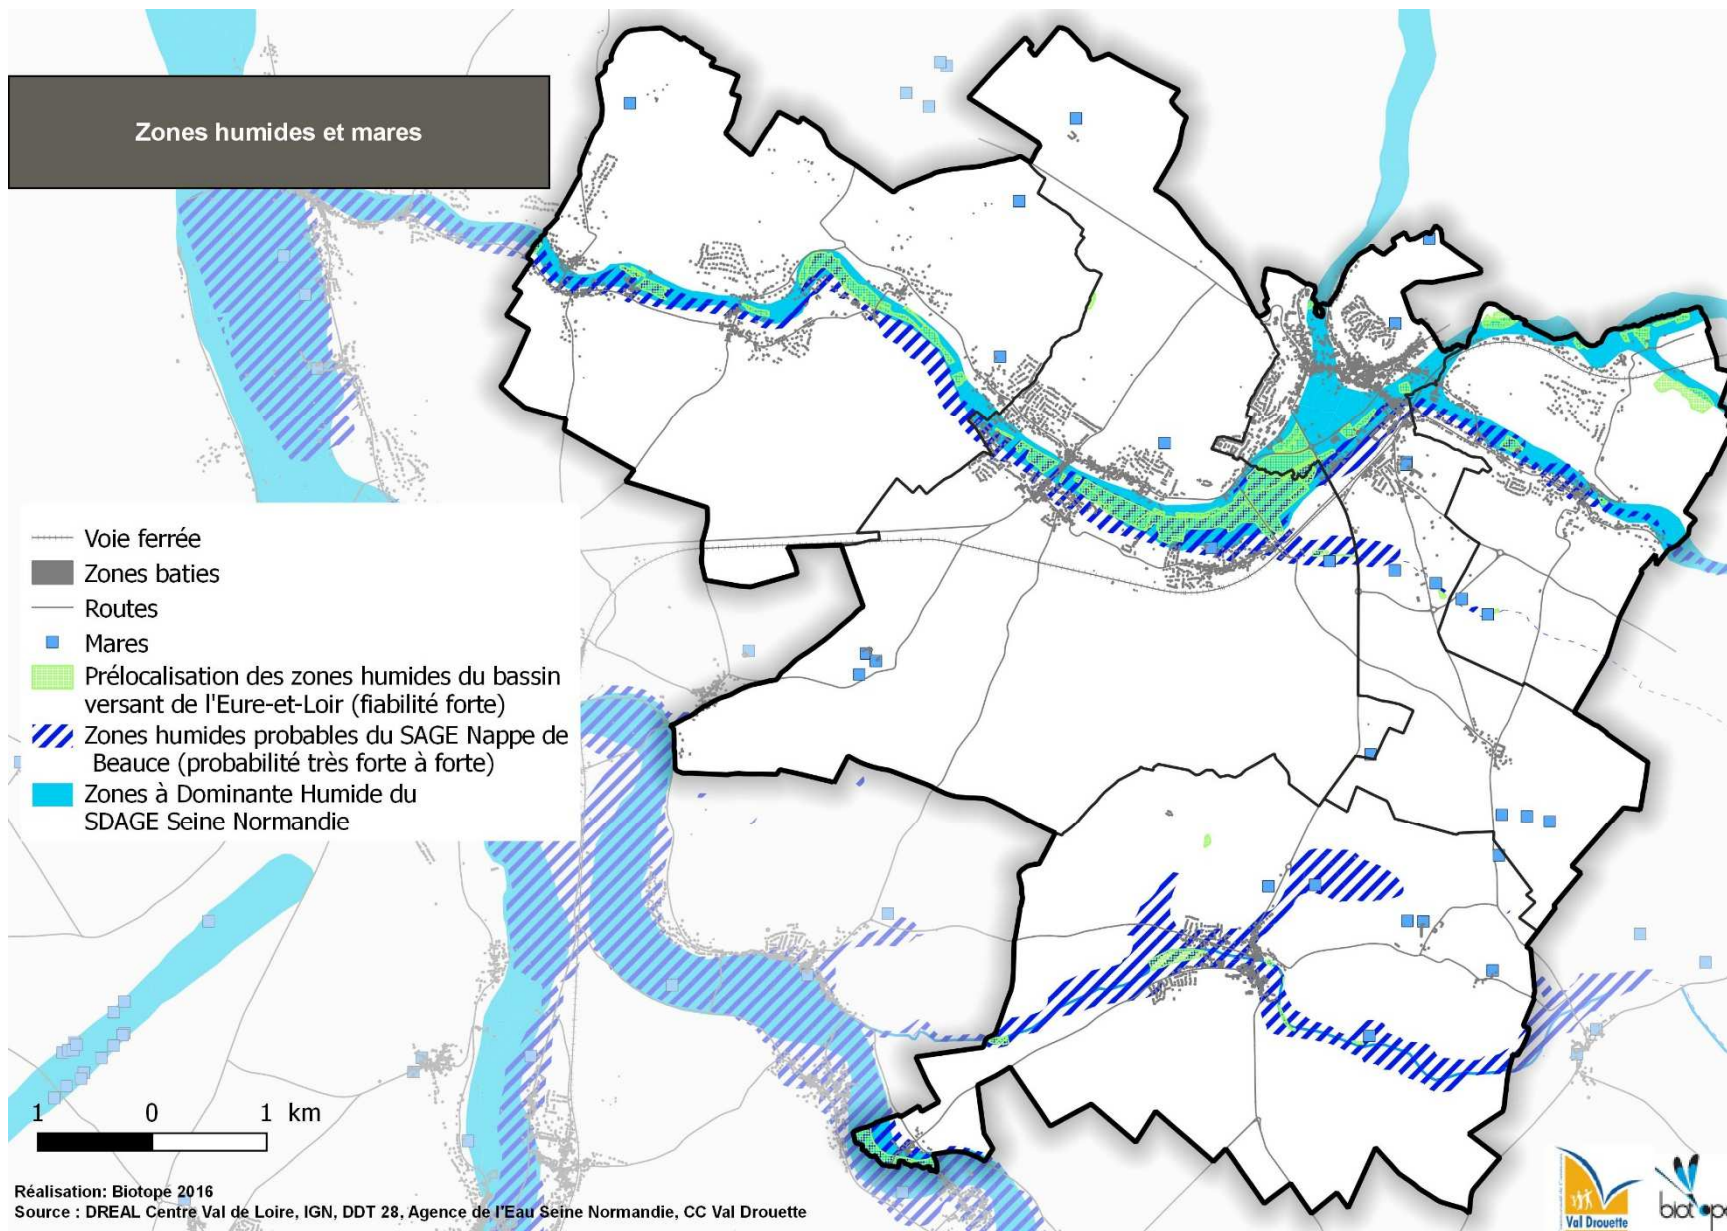 Zones humides et mares
Voie ferrée
Zones baties
Routes
Mares
Prélocalisation des zones humides du bassin
versant de l'Eure-et-Loir (fiabilité forte)
Zones humides probables du SAGE Nappe de
Beauce (probabilité très forte à forte)
Zones à Dominante Humide du
SDAGE Seine Normandie
1 0 1 km
Réalisation: Biotope 2016
Source : DREAL Centre Val de Loire, IGN, DDT 28, Agence de l'Eau Seine Normandie, CC Val Drouette
Val Drouette
biotope